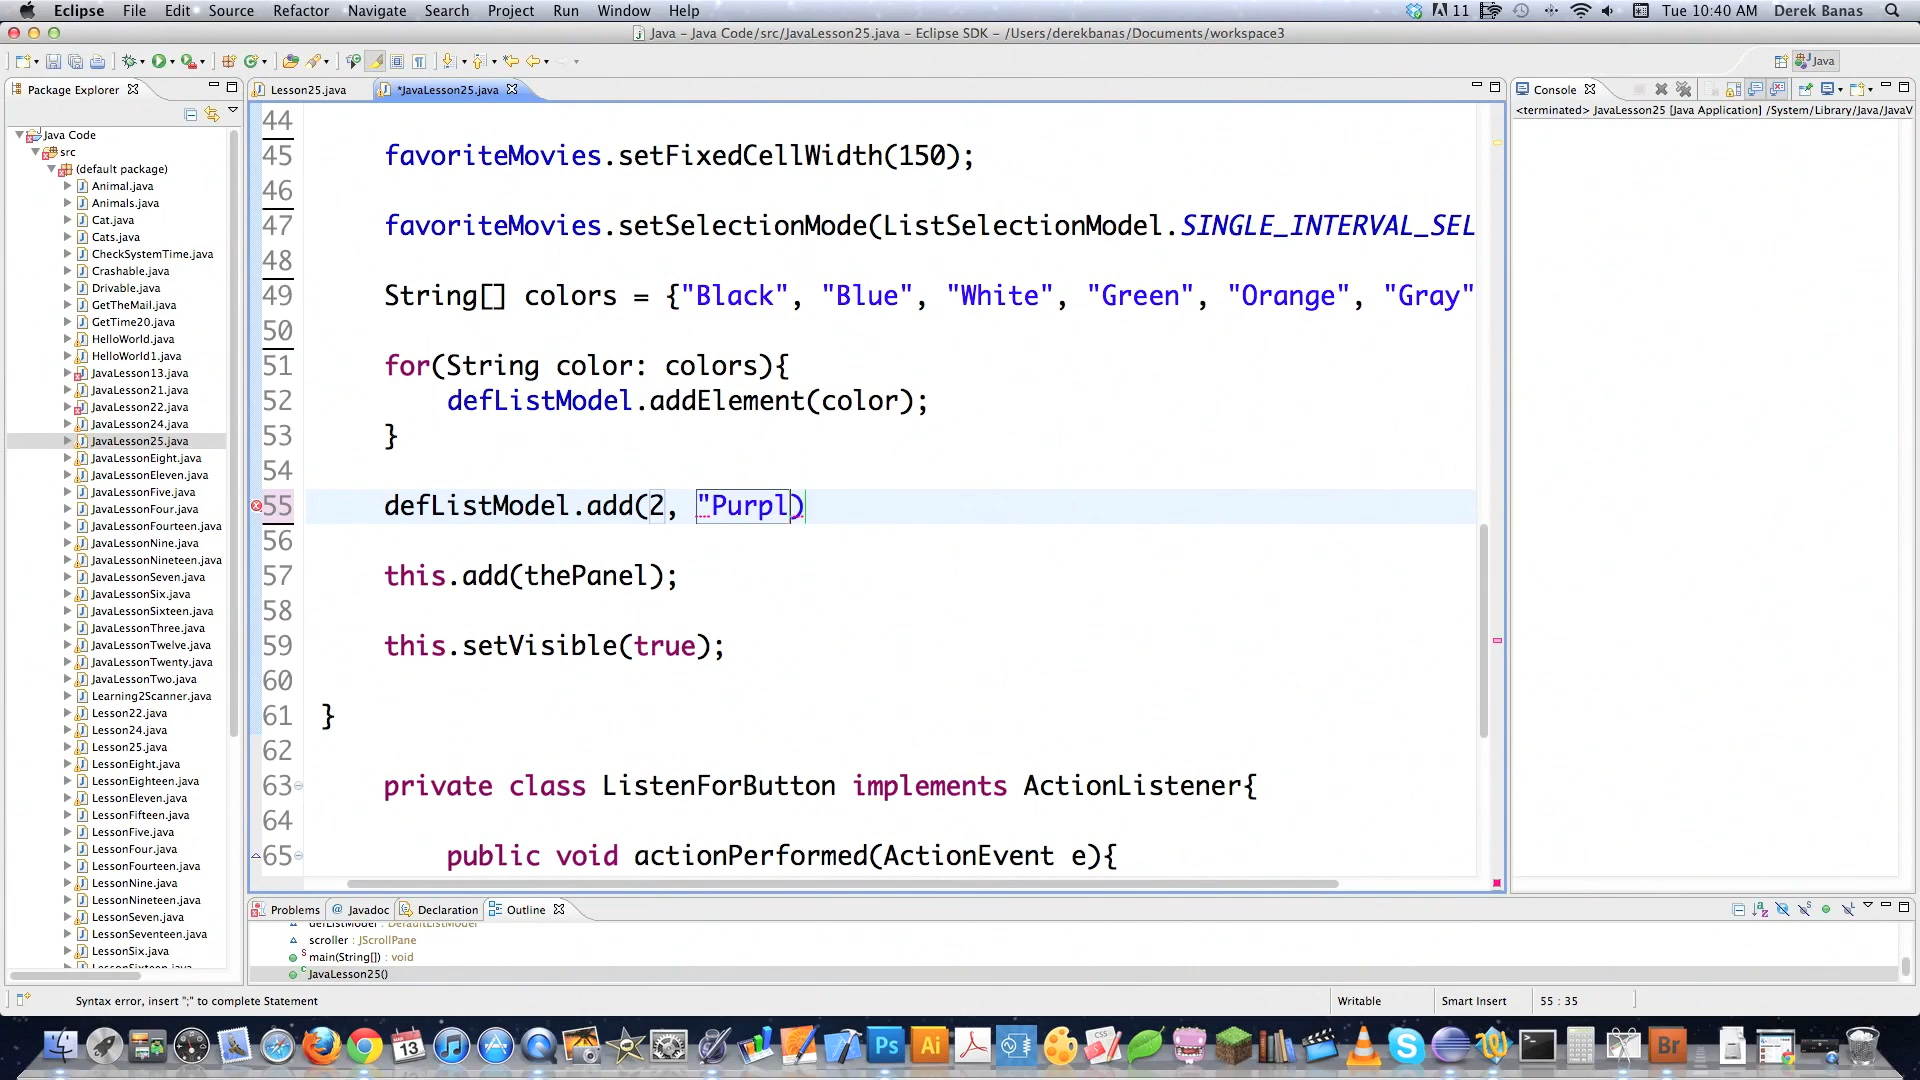 Eclipse File Edit Source Refactor Navigate Search Project Run Window Help 11 Tue 10:40 AM Derek Banas
Java – Java Code/src/JavaLesson25.java – Eclipse SDK – /Users/derekbanas/Documents/workspace3
Java
Package Explorer
Java Code
src
(default package)
Animal.java
Animals.java
Cat.java
Cats.java
CheckSystemTime.java
Crashable.java
Drivable.java
GetTheMail.java
GetTime20.java
HelloWorld.java
HelloWorld1.java
JavaLesson13.java
JavaLesson21.java
JavaLesson22.java
JavaLesson24.java
JavaLesson25.java
JavaLessonEight.java
JavaLessonEleven.java
JavaLessonFive.java
JavaLessonFour.java
JavaLessonFourteen.java
JavaLessonNine.java
JavaLessonNineteen.java
JavaLessonSeven.java
JavaLessonSix.java
JavaLessonSixteen.java
JavaLessonThree.java
JavaLessonTwelve.java
JavaLessonTwenty.java
JavaLessonTwo.java
Learning2Scanner.java
Lesson22.java
Lesson24.java
Lesson25.java
LessonEight.java
LessonEighteen.java
LessonEleven.java
LessonFifteen.java
LessonFive.java
LessonFour.java
LessonFourteen.java
LessonNine.java
LessonNineteen.java
LessonSeven.java
LessonSeventeen.java
LessonSix.java
LessonSixteen.java
Lesson25.java *JavaLesson25.java
44
45 favoriteMovies.setFixedCellWidth(150);
46
47 favoriteMovies.setSelectionMode(ListSelectionModel.SINGLE_INTERVAL_SEL
48
49 String[] colors = {"Black", "Blue", "White", "Green", "Orange", "Gray"
50
51 for(String color: colors){
52 defListModel.addElement(color);
53 }
54
55 defListModel.add(2, "Purpl)
56
57 this.add(thePanel);
58
59 this.setVisible(true);
60
61 }
62
63 private class ListenForButton implements ActionListener{
64
65 public void actionPerformed(ActionEvent e){
Console
<terminated> JavaLesson25 [Java Application] /System/Library/Java/JavaV
Problems @ Javadoc Declaration Outline
defListModel : DefaultListModel
scroller : JScrollPane
main(String[]) : void
JavaLesson25()
Syntax error, insert ";" to complete Statement Writable Smart Insert 55 : 35
13 Ps Ai CSS Br